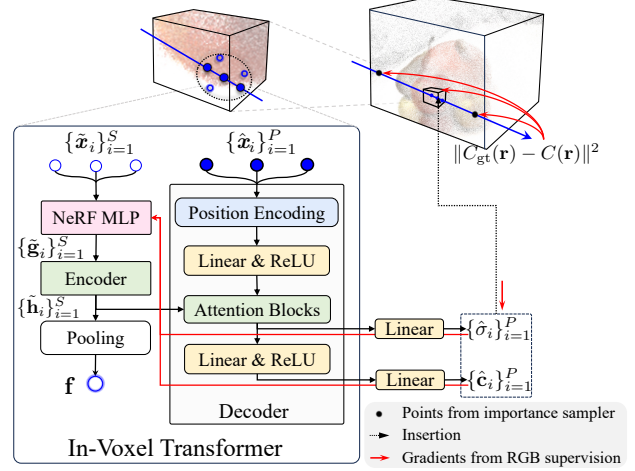 ‖C_gt(r) − C(r)‖²
{x̃_i}_{i=1}^S
{x̂_i}_{i=1}^P
NeRF MLP
Position Encoding
{g̃_i}_{i=1}^S
Linear & ReLU
Encoder
{h̃_i}_{i=1}^S
Attention Blocks
Pooling
Linear
{σ̂_i}_{i=1}^P
Linear & ReLU
f
Linear
{ĉ_i}_{i=1}^P
Decoder
In-Voxel Transformer
Points from importance sampler
Insertion
Gradients from RGB supervision